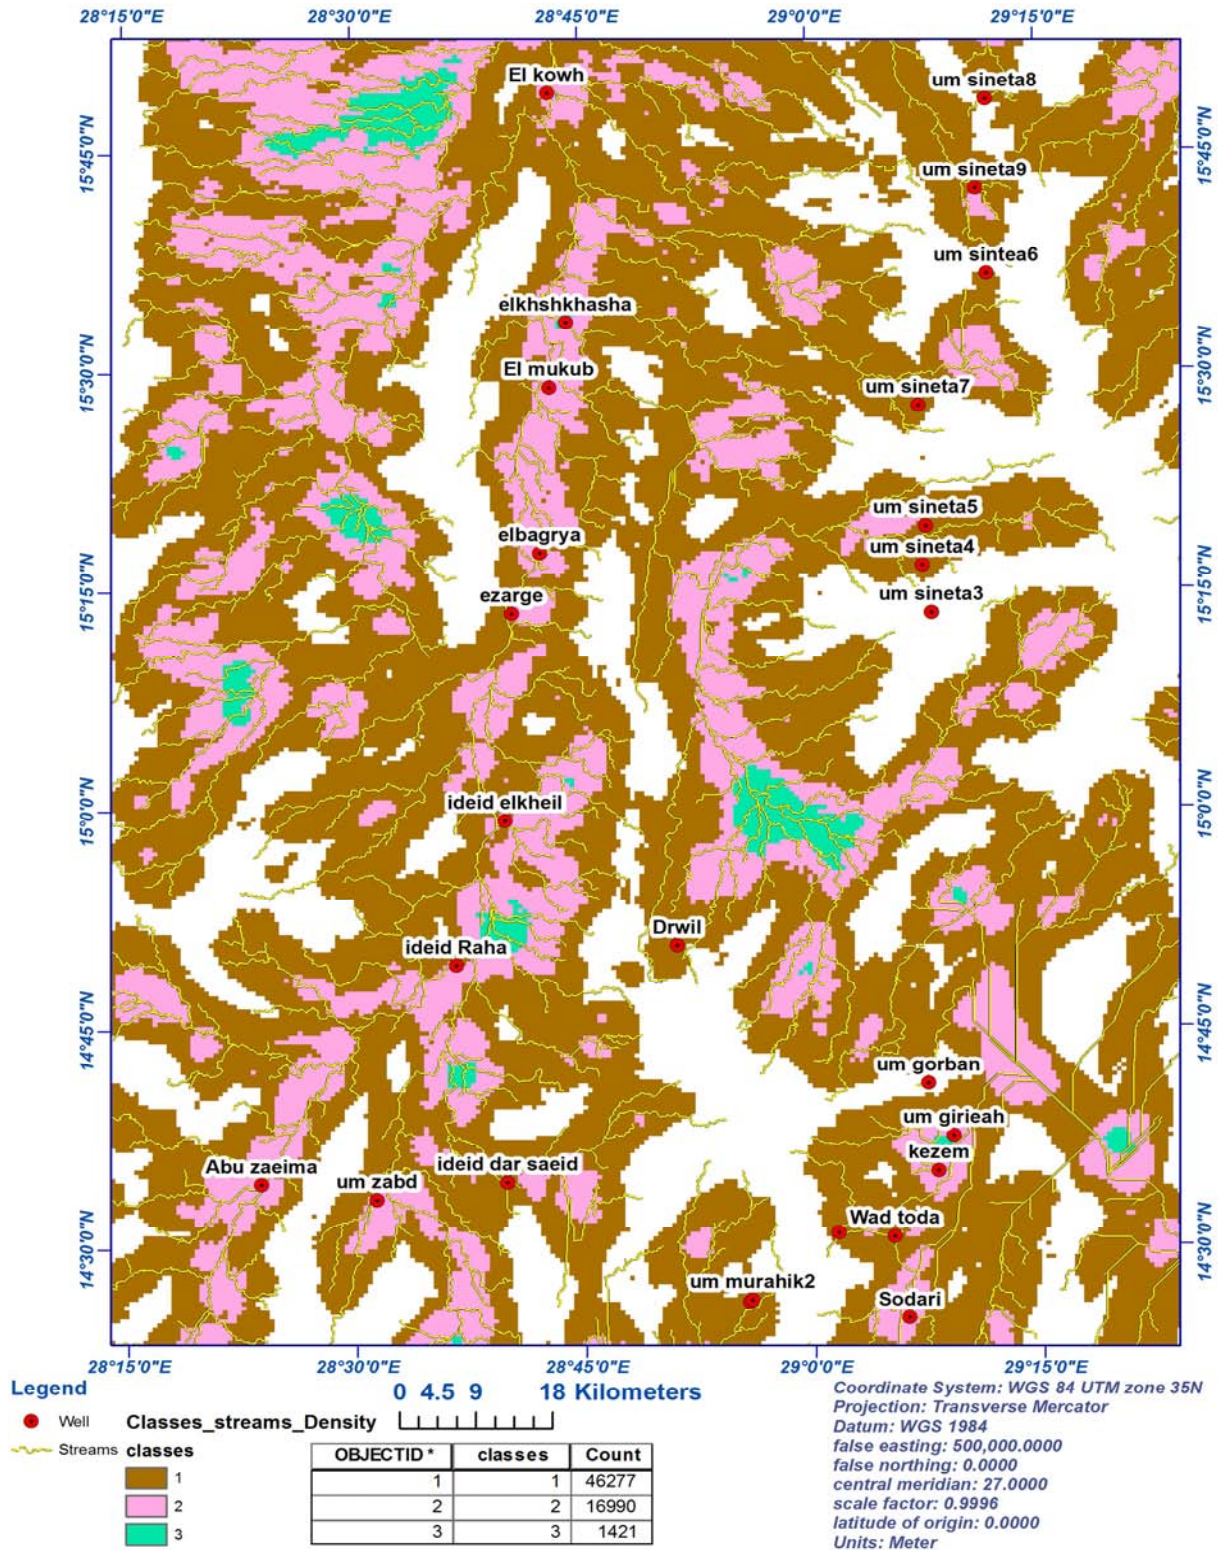 28°15'0"E 28°30'0"E 28°45'0"E 29°0'0"E 29°15'0"E
El kowh
um sineta8
15°45'0"N
15°45'0"N
um sineta9
um sintea6
elkhshkhasha
El mukub
15°30'0"N
15°30'0"N
um sineta7
um sineta5
elbagrya
um sineta4
15°15'0"N
15°15'0"N
ezarge
um sineta3
ideid elkheil
15°0'0"N
15°0'0"N
Drwil
ideid Raha
14°45'0"N
14°45'0"N
um gorban
um girieah
kezem
Abu zaeima
ideid dar saeid
um zabd
Wad toda
14°30'0"N
14°30'0"N
um murahik2
Sodari
28°15'0"E 28°30'0"E 28°45'0"E 29°0'0"E 29°15'0"E
Legend
Well
Streams
Classes_streams_Density
classes
1
2
3
0 4.5 9 18 Kilometers
OBJECTID * classes Count
1 1 46277
2 2 16990
3 3 1421
Coordinate System: WGS 84 UTM zone 35N
Projection: Transverse Mercator
Datum: WGS 1984
false easting: 500,000.0000
false northing: 0.0000
central meridian: 27.0000
scale factor: 0.9996
latitude of origin: 0.0000
Units: Meter